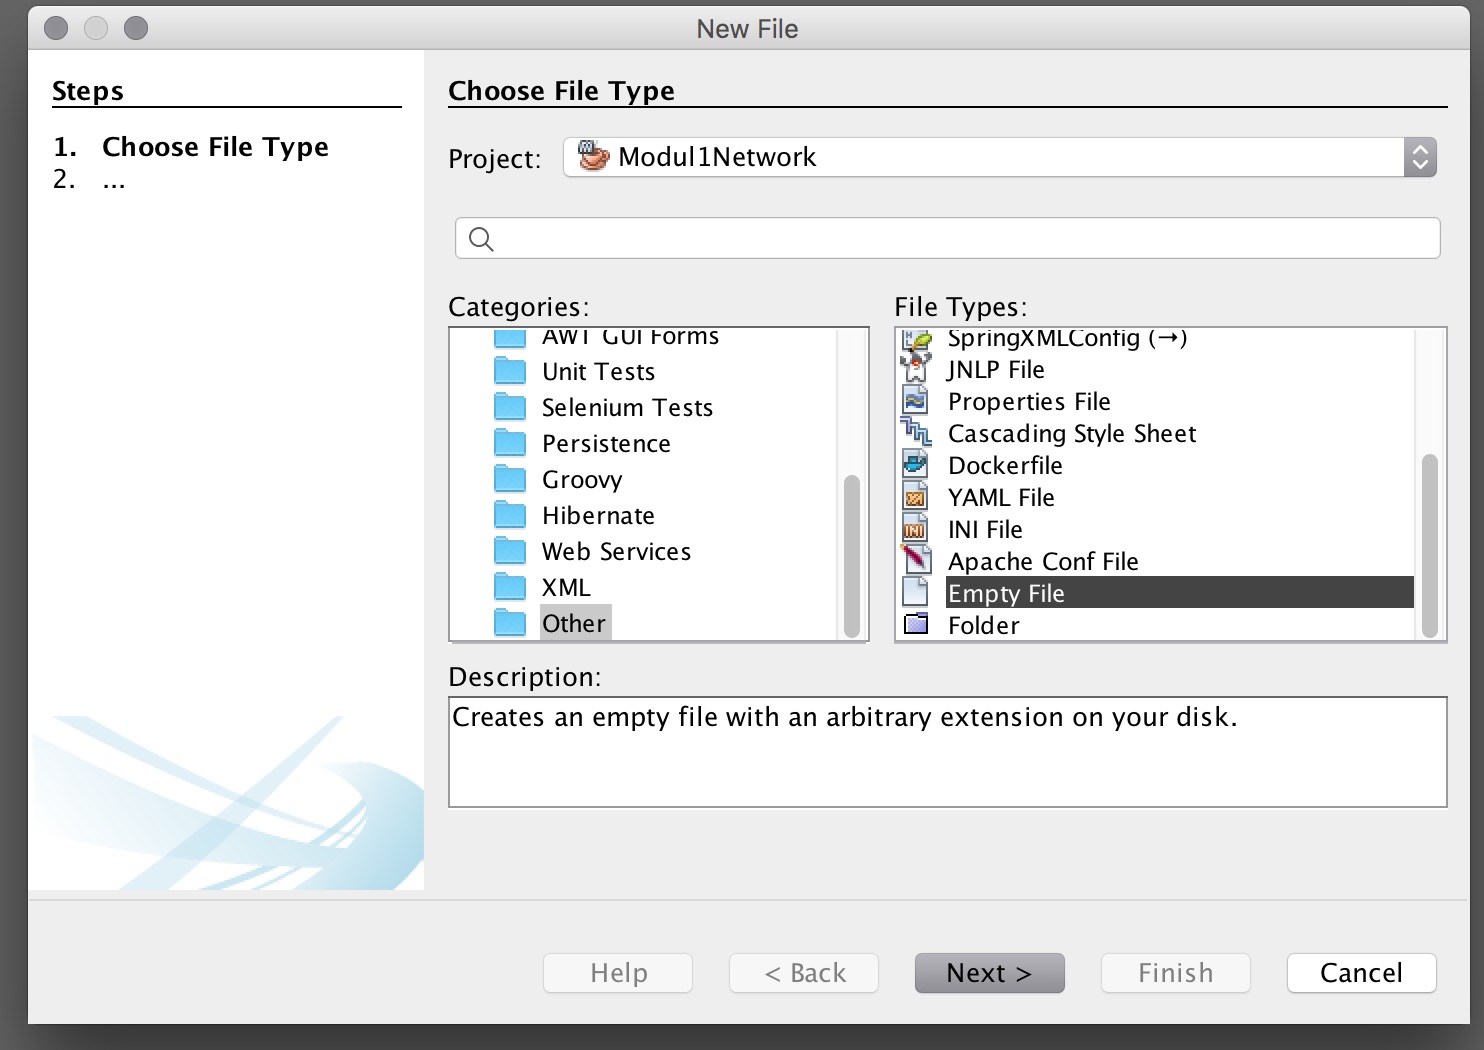 New File
Steps
1. Choose File Type
2. ...
Choose File Type
Project: Modul1Network
Categories:
AWT GUI Forms
Unit Tests
Selenium Tests
Persistence
Groovy
Hibernate
Web Services
XML
Other
File Types:
SpringXMLConfig (→)
JNLP File
Properties File
Cascading Style Sheet
Dockerfile
YAML File
INI File
Apache Conf File
Empty File
Folder
Description:
Creates an empty file with an arbitrary extension on your disk.
Help < Back Next > Finish Cancel